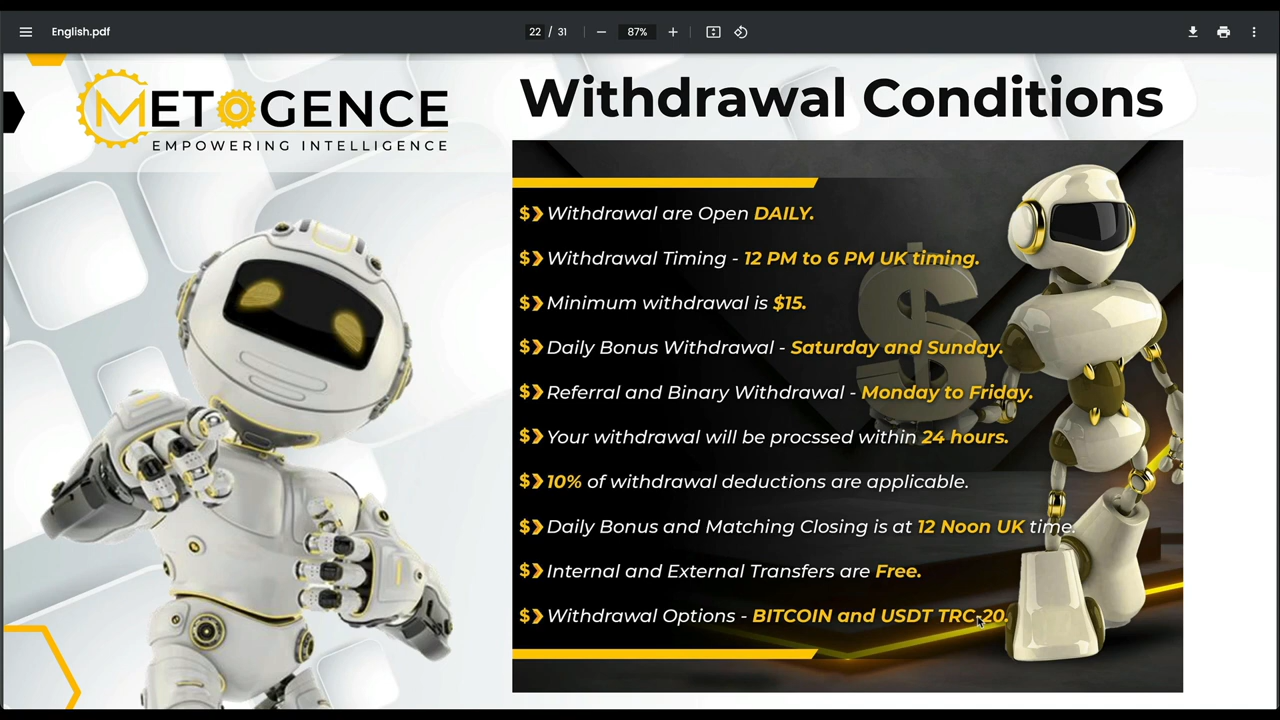 English.pdf
22 / 31
87%
METOGENCE
EMPOWERING INTELLIGENCE
Withdrawal Conditions
$ Withdrawal are Open DAILY.
$ Withdrawal Timing - 12 PM to 6 PM UK timing.
$ Minimum withdrawal is $15.
$ Daily Bonus Withdrawal - Saturday and Sunday.
$ Referral and Binary Withdrawal - Monday to Friday.
$ Your withdrawal will be procssed within 24 hours.
$ 10% of withdrawal deductions are applicable.
$ Daily Bonus and Matching Closing is at 12 Noon UK time.
$ Internal and External Transfers are Free.
$ Withdrawal Options - BITCOIN and USDT TRC-20.
$